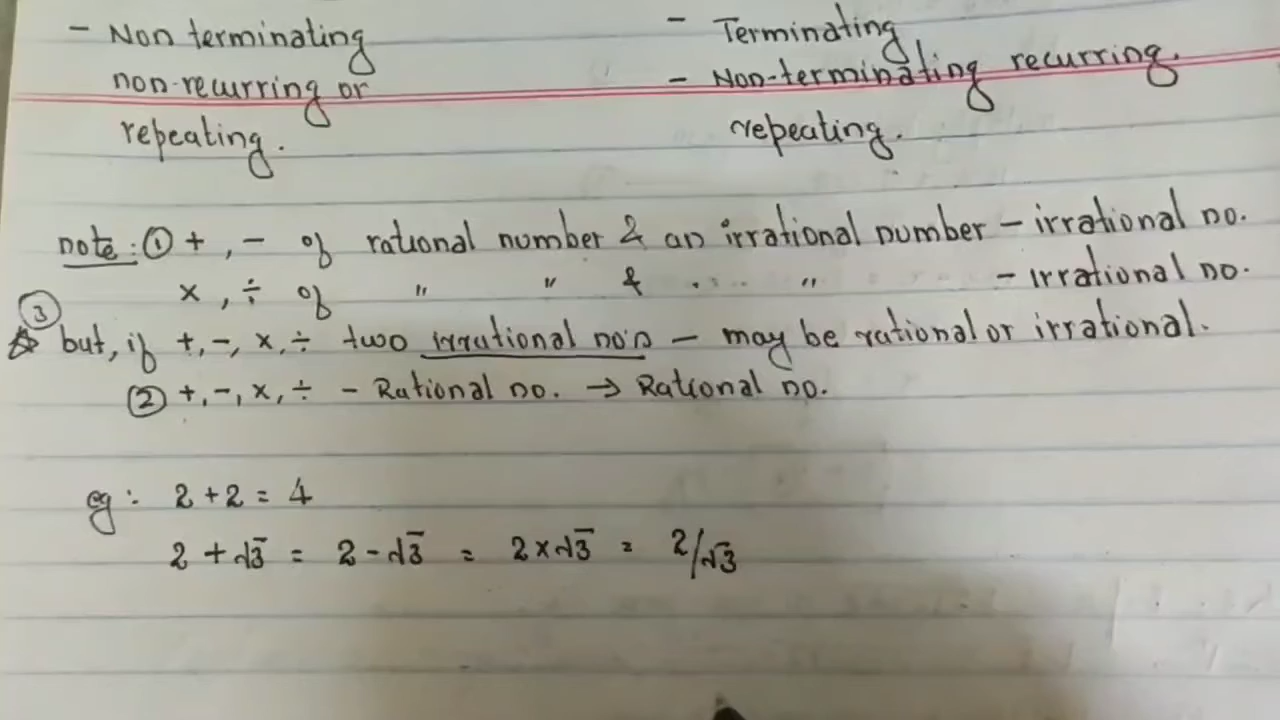 - Non terminating
non-recurring or
repeating.
- Terminating
- Non-terminating recurring.
repeating.
note: ① +, - of rational number & an irrational number - irrational no.
×, ÷ of " " & .... " - irrational no.
③ but, if +, -, ×, ÷ two irrational no's - may be rational or irrational.
② +, -, ×, ÷ - Rational no. → Rational no.
eg: 2 + 2 = 4
2 + √3 = 2 - √3 = 2 × √3 = 2/√3